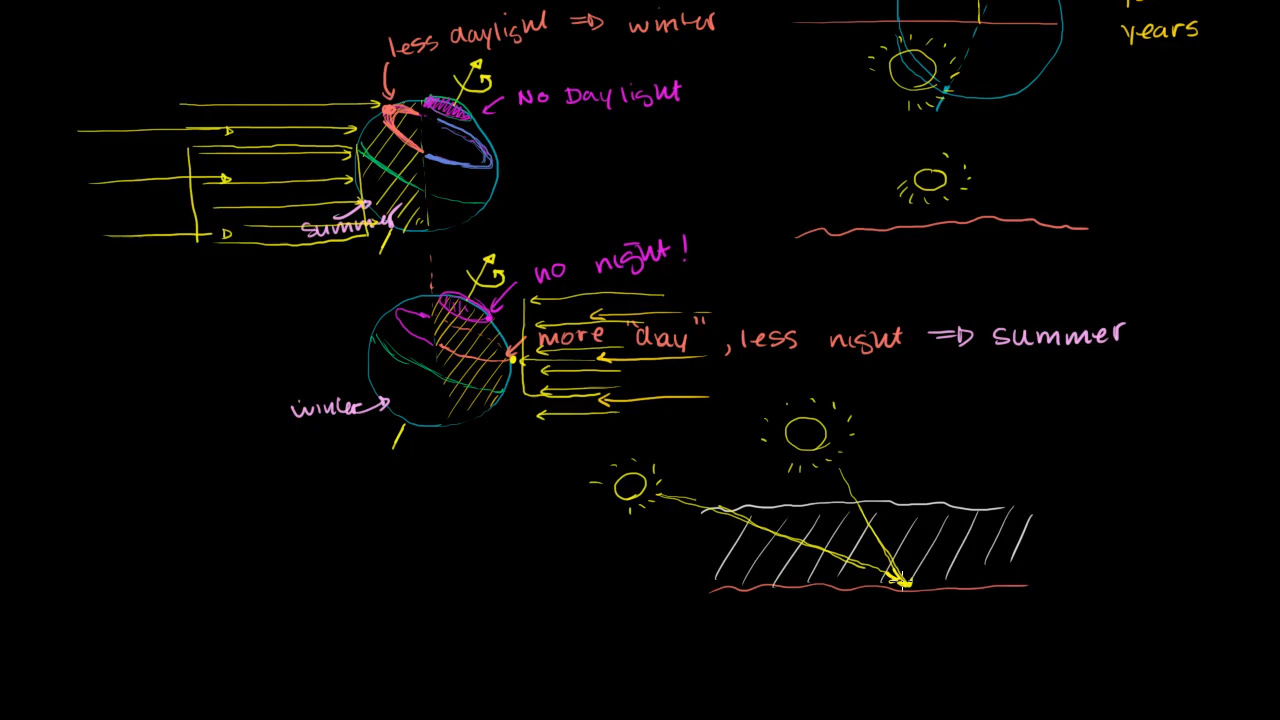 less daylight ⇒ winter
years
No Daylight
summer
no night!
more "day", less night ⇒ summer
winter